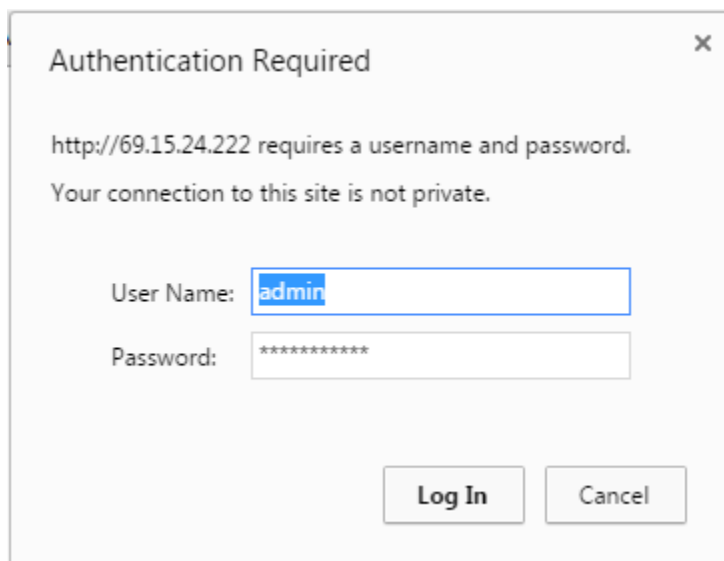 Authentication Required
http://69.15.24.222 requires a username and password.
Your connection to this site is not private.
User Name: admin
Password: ***********
Log In Cancel